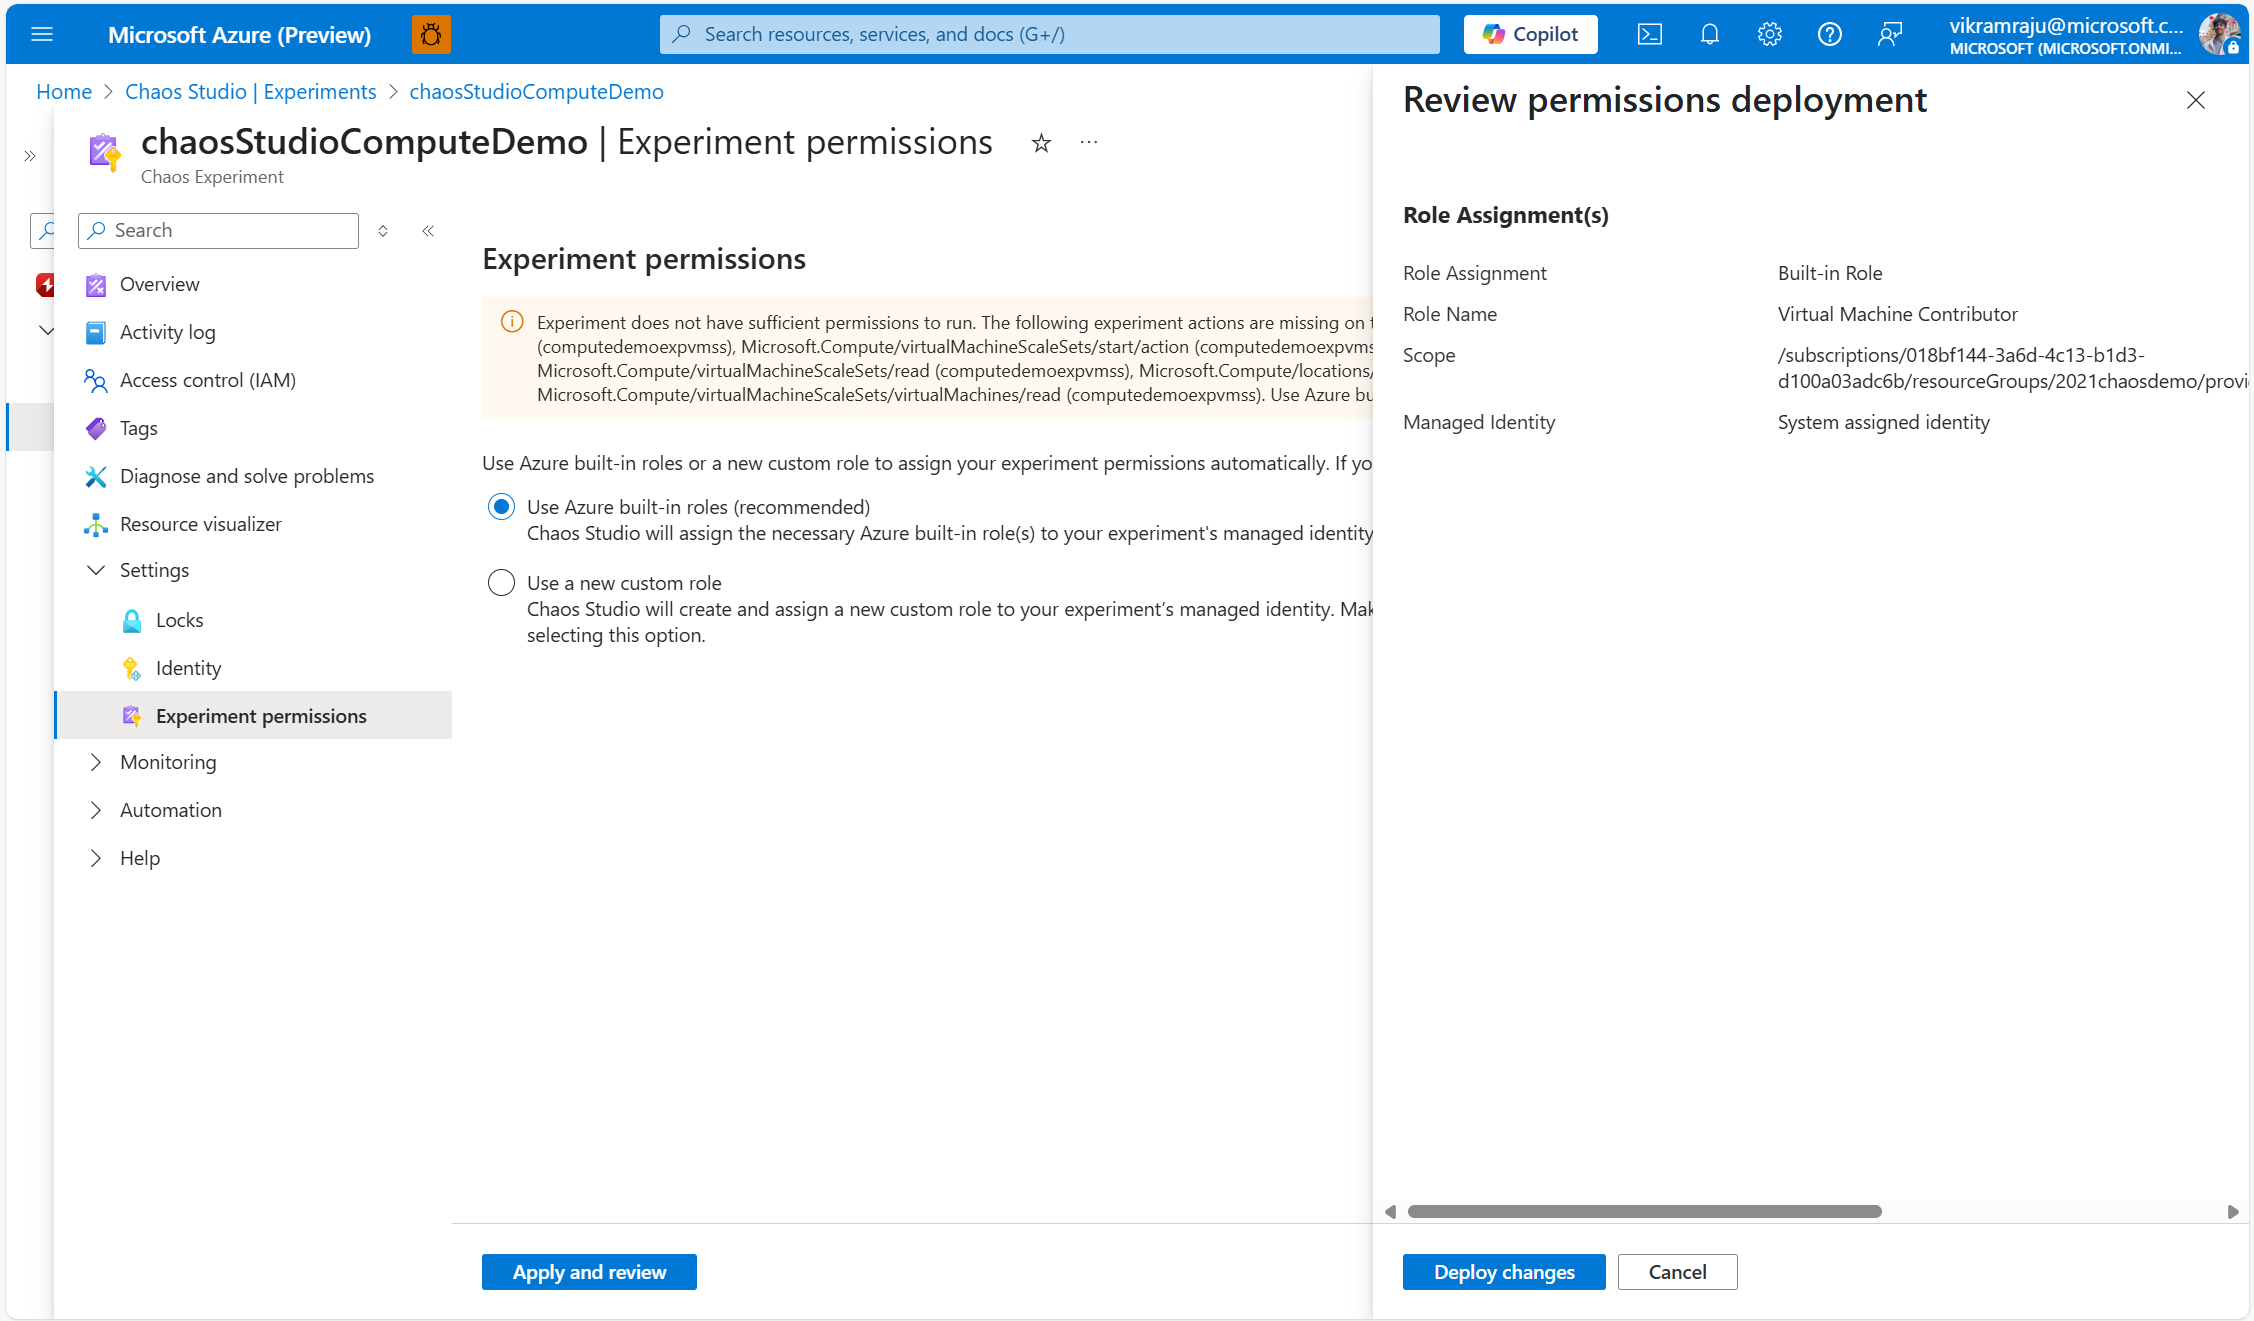 Microsoft Azure (Preview)
Search resources, services, and docs (G+/)
Copilot
vikramraju@microsoft.c...
MICROSOFT (MICROSOFT.ONMI...
Home > Chaos Studio | Experiments > chaosStudioComputeDemo
chaosStudioComputeDemo | Experiment permissions
Chaos Experiment
Search
Overview
Activity log
Access control (IAM)
Tags
Diagnose and solve problems
Resource visualizer
Settings
Locks
Identity
Experiment permissions
Monitoring
Automation
Help
Experiment permissions
Experiment does not have sufficient permissions to run. The following experiment actions are missing on
(computedemoexpvmss), Microsoft.Compute/virtualMachineScaleSets/start/action (computedemoexpvms
Microsoft.Compute/virtualMachineScaleSets/read (computedemoexpvmss), Microsoft.Compute/locations/
Microsoft.Compute/virtualMachineScaleSets/virtualMachines/read (computedemoexpvmss). Use Azure bu
Use Azure built-in roles or a new custom role to assign your experiment permissions automatically. If yo
Use Azure built-in roles (recommended)
Chaos Studio will assign the necessary Azure built-in role(s) to your experiment's managed identity
Use a new custom role
Chaos Studio will create and assign a new custom role to your experiment’s managed identity. Mak
selecting this option.
Apply and review
Review permissions deployment
Role Assignment(s)
Role Assignment Built-in Role
Role Name Virtual Machine Contributor
Scope /subscriptions/018bf144-3a6d-4c13-b1d3-
d100a03adc6b/resourceGroups/2021chaosdemo/provi
Managed Identity System assigned identity
Deploy changes
Cancel